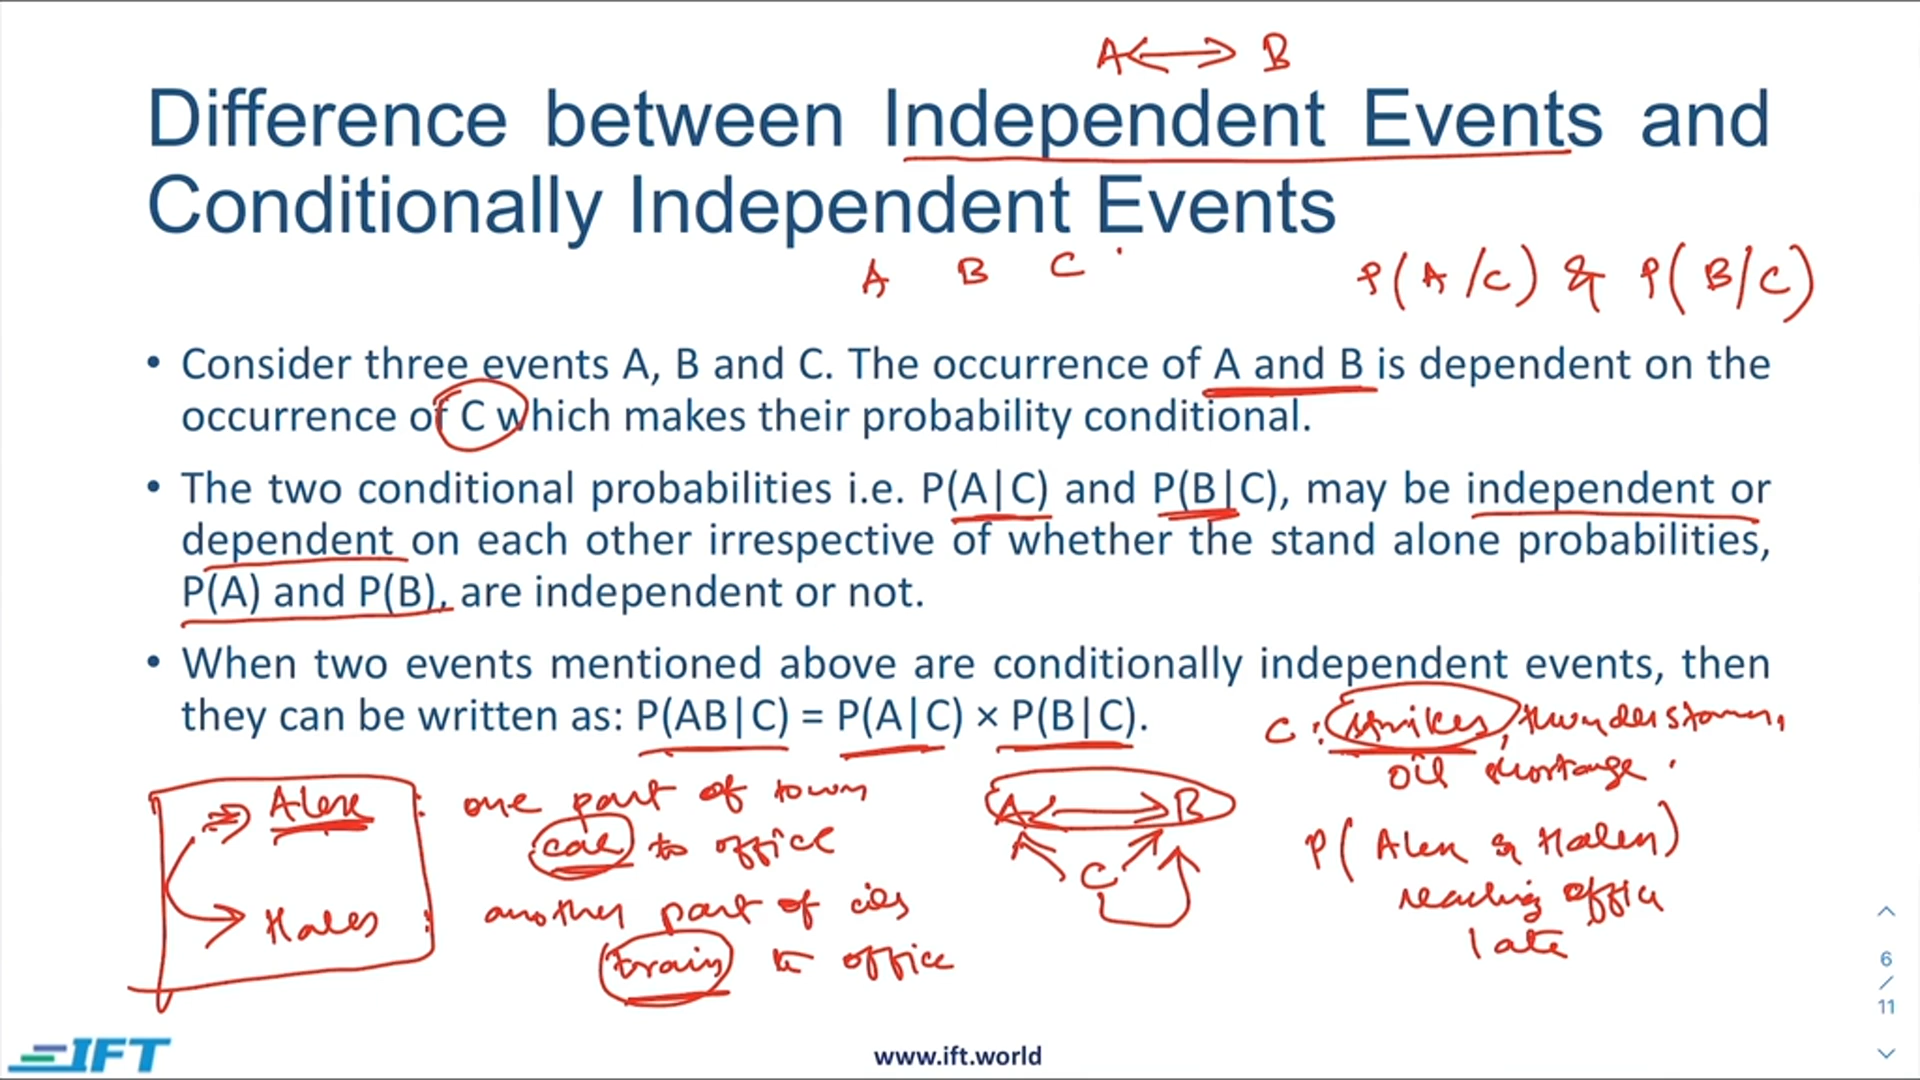 A ↔ B
Difference between Independent Events and
Conditionally Independent Events
A B C
P(A/C) & P(B/C)
• Consider three events A, B and C. The occurrence of A and B is dependent on the
occurrence of C which makes their probability conditional.
• The two conditional probabilities i.e. P(A|C) and P(B|C), may be independent or
dependent on each other irrespective of whether the stand alone probabilities,
P(A) and P(B), are independent or not.
• When two events mentioned above are conditionally independent events, then
they can be written as: P(AB|C) = P(A|C) × P(B|C).
C : strikes, thunderstorm,
oil shortage.
Alex : one part of town
car to office
Halen : another part of
train to office
A ↔ B
C
P(Alex & Halen)
reaching office
late
6
/
11
IFT
www.ift.world